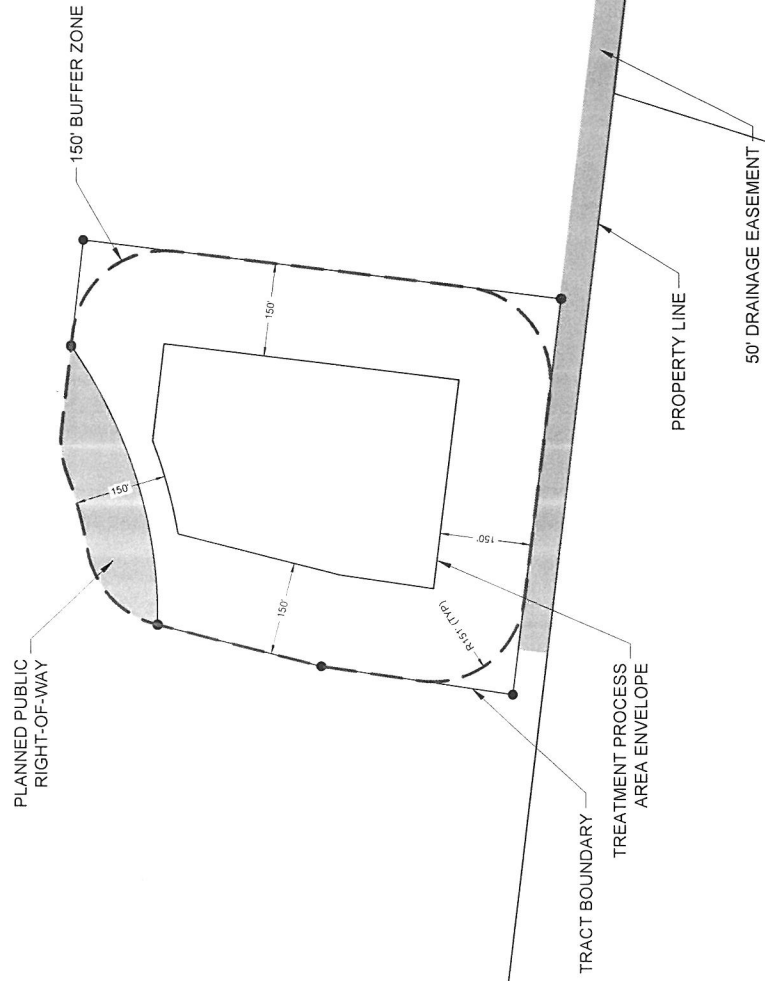 150' BUFFER ZONE
PLANNED PUBLIC
RIGHT-OF-WAY
150'
150'
150'
150'
R151' (TYP)
50' DRAINAGE EASEMENT
PROPERTY LINE
TREATMENT PROCESS
AREA ENVELOPE
TRACT BOUNDARY